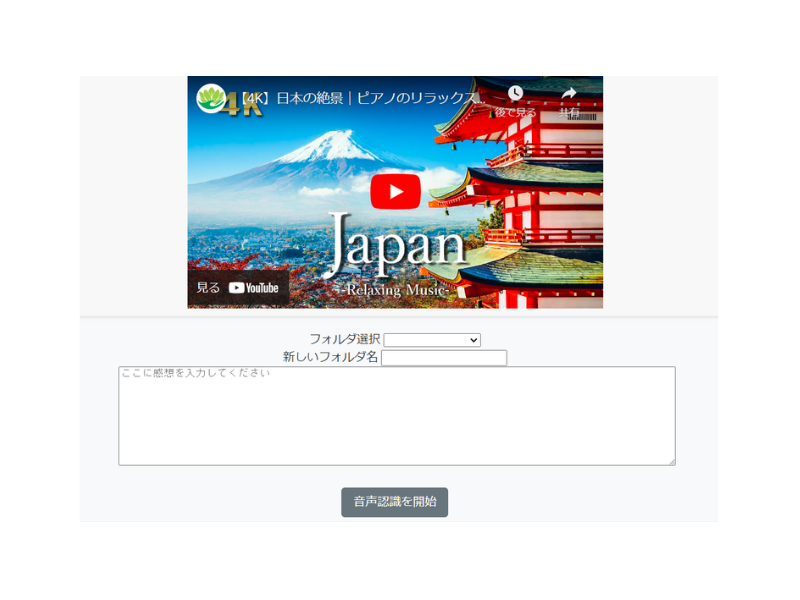 4K
【4K】日本の絶景｜ピアノのリラックス...
後で見る
共有
Japan
-Relaxing Music-
見る YouTube
フォルダ選択
新しいフォルダ名
ここに感想を入力してください
音声認識を開始